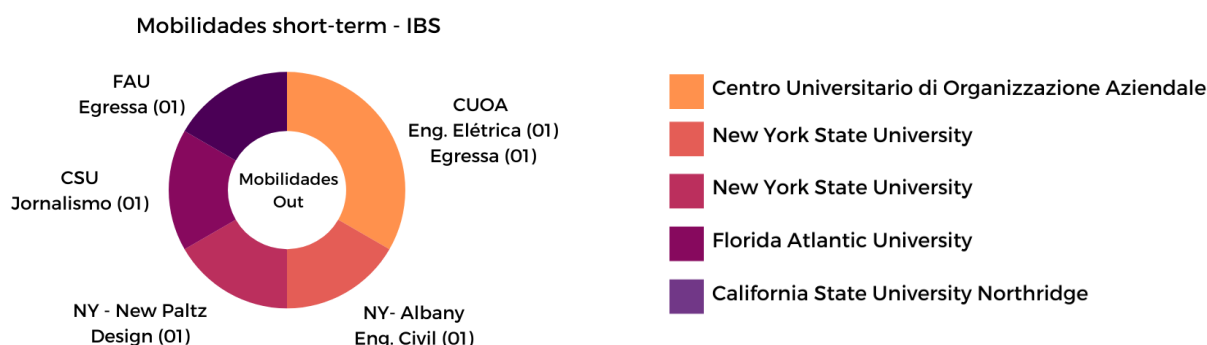 Mobilidades short-term - IBS
FAU
Egressa (01)
CUOA
Eng. Elétrica (01)
Egressa (01)
CSU
Jornalismo (01)
Mobilidades
Out
NY - New Paltz
Design (01)
NY- Albany
Eng. Civil (01)
Centro Universitario di Organizzazione Aziendale
New York State University
New York State University
Florida Atlantic University
California State University Northridge